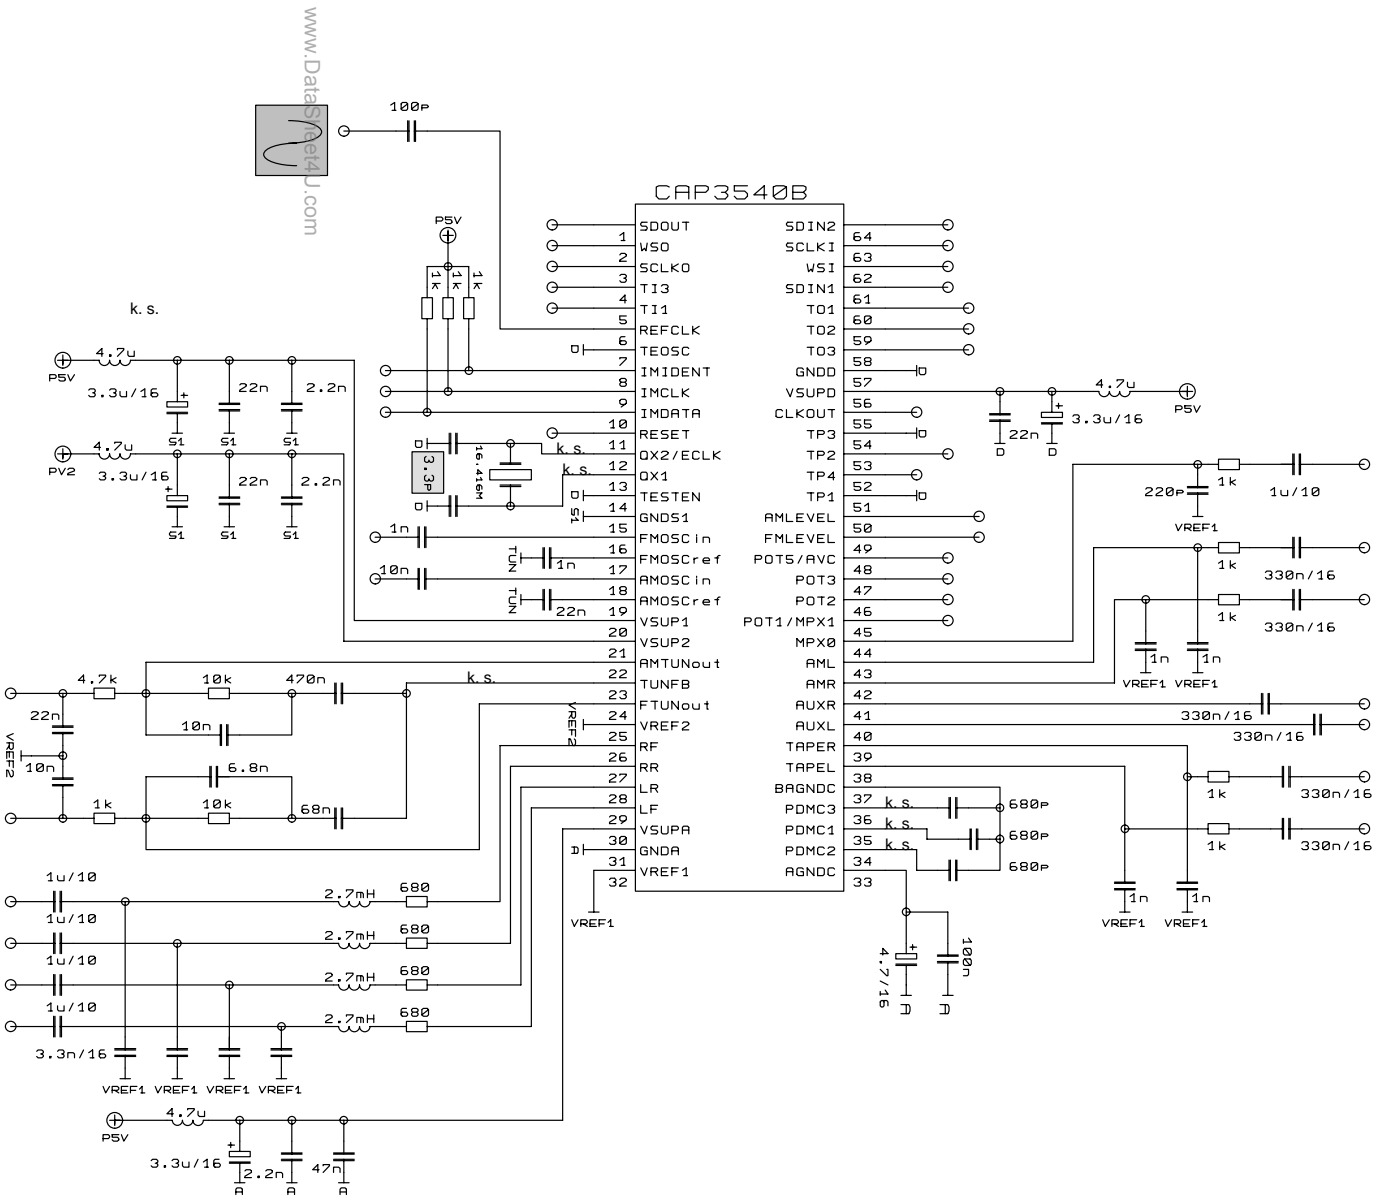 www.DataSheet4U.com
100p
CAP3540B
P5V
1k
1k
1k
k. s.
SDOUT
1
WSO
2
SCLKO
3
TI3
4
TI1
5
REFCLK
6
D
TEOSC
7
IMIDENT
8
IMCLK
9
IMDATA
10
RESET
11
k. s.
QX2/ECLK
12
k. s.
QX1
13
D
TESTEN
14
S1
GNDS1
15
FMOSCin
16
FMOSCref
17
AMOSCin
18
AMOSCref
19
VSUP1
20
VSUP2
21
AMTUNout
22
k. s.
TUNFB
23
FTUNout
24
VREF2
VREF2
25
RF
26
RR
27
LR
28
LF
29
VSUPA
30
A
GNDA
31
VREF1
32
VREF1
SDIN2
64
SCLKI
63
WSI
62
SDIN1
61
TO1
60
TO2
59
TO3
58
GNDD
D
57
VSUPD
56
CLKOUT
55
TP3
D
54
TP2
53
TP4
52
TP1
D
51
AMLEVEL
50
FMLEVEL
49
POT5/AVC
48
POT3
47
POT2
46
POT1/MPX1
45
MPX0
44
AML
43
AMR
42
AUXR
41
AUXL
40
TAPER
39
TAPEL
38
BAGNDC
37
PDMC3
k. s.
36
PDMC1
k. s.
35
PDMC2
k. s.
34
AGNDC
33
P5V
4.7u
3.3u/16
22n
2.2n
S1
S1
S1
PV2
4.7u
3.3u/16
22n
2.2n
S1
S1
S1
D
3.3p
D
16.416M
1n
TUN
1n
10n
TUN
22n
4.7k
10k
470n
22n
10n
VREF2
10n
6.8n
1k
10k
68n
1u/10
2.7mH
680
1u/10
2.7mH
680
1u/10
2.7mH
680
1u/10
2.7mH
680
3.3n/16
VREF1
VREF1
VREF1
VREF1
P5V
4.7u
3.3u/16
2.2n
47n
A
A
A
4.7u
P5V
22n
3.3u/16
D
D
1k
1u/10
220p
VREF1
1k
330n/16
1k
330n/16
1n
1n
VREF1
VREF1
330n/16
330n/16
1k
330n/16
1k
330n/16
1n
1n
VREF1
VREF1
680p
680p
680p
4.7/16
100n
A
A